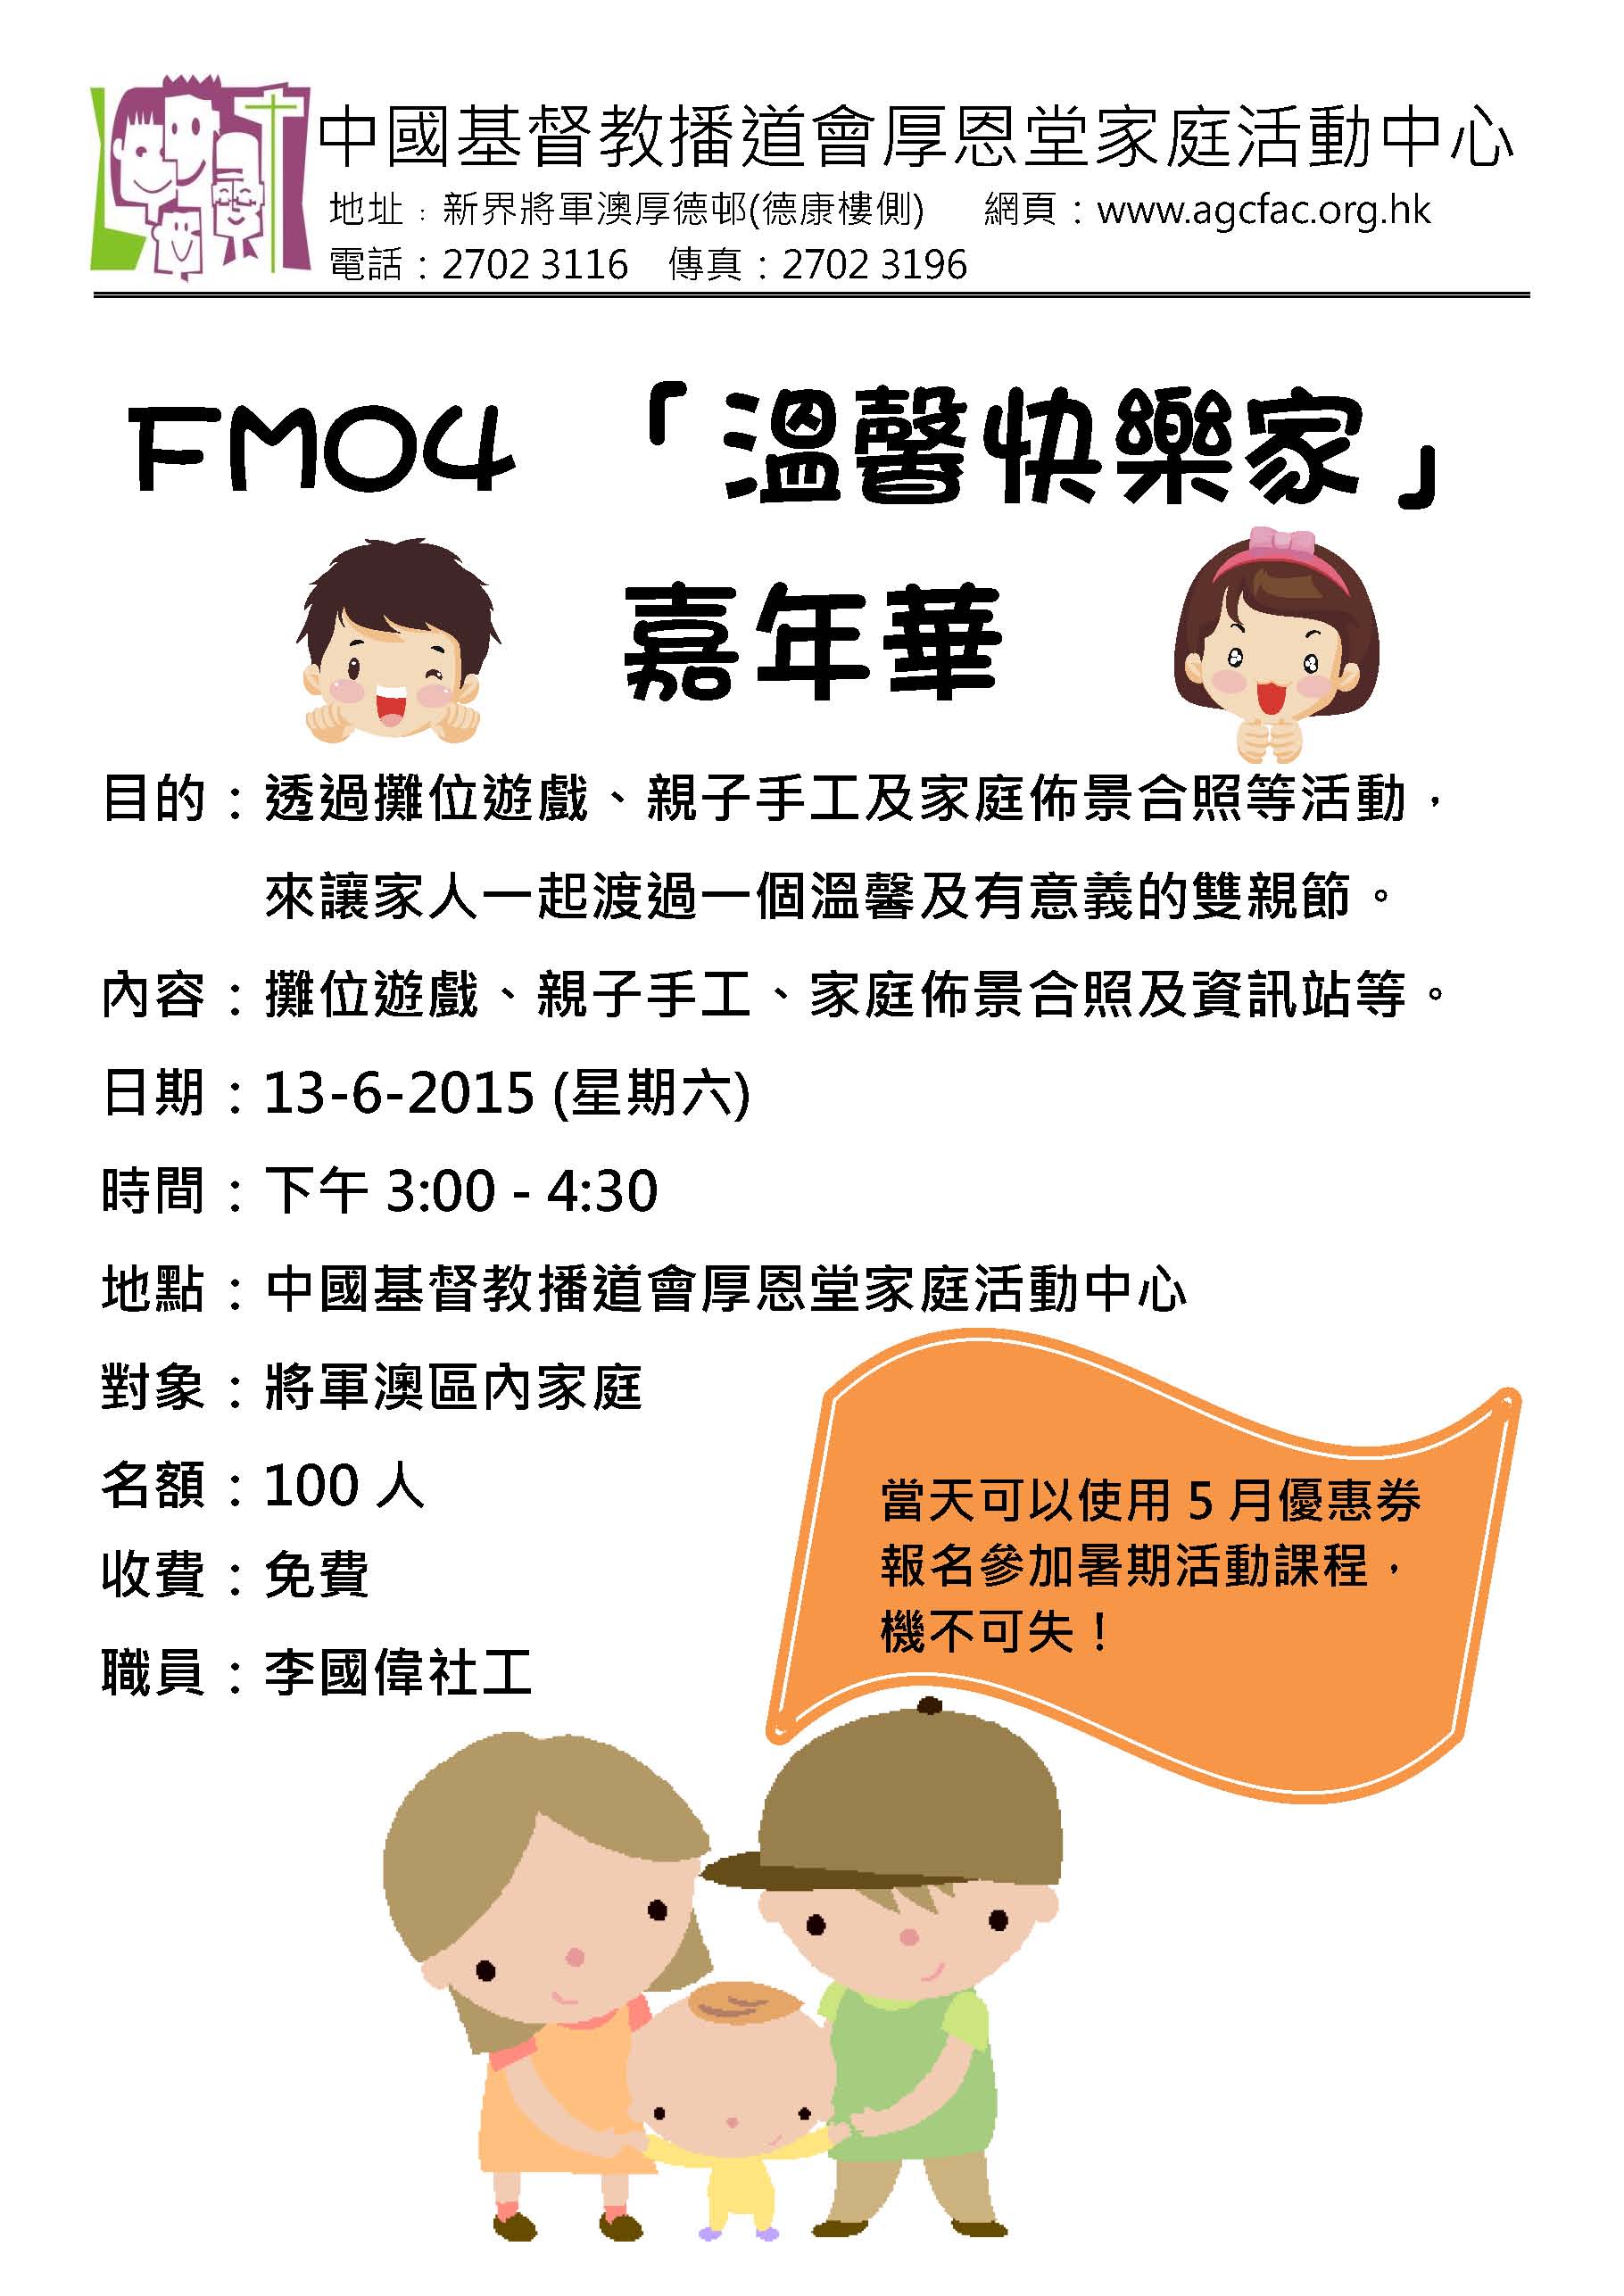 中國基督教播道會厚恩堂家庭活動中心
地址：新界將軍澳厚德邨(德康樓側)　網頁：www.agcfac.org.hk
電話：2702 3116　傳真：2702 3196
FM04 「溫馨快樂家」
嘉年華
目的：透過攤位遊戲、親子手工及家庭佈景合照等活動，
來讓家人一起渡過一個溫馨及有意義的雙親節。
內容：攤位遊戲、親子手工、家庭佈景合照及資訊站等。
日期：13-6-2015 (星期六)
時間：下午 3:00 - 4:30
地點：中國基督教播道會厚恩堂家庭活動中心
對象：將軍澳區內家庭
名額：100 人
收費：免費
職員：李國偉社工
當天可以使用 5 月優惠券
報名參加暑期活動課程，
機不可失！